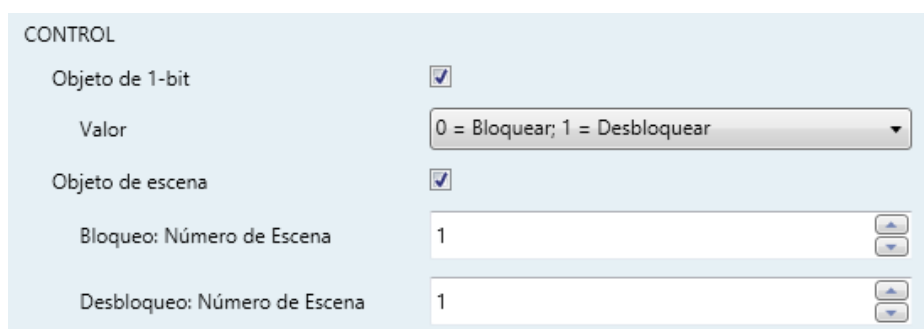 CONTROL
Objeto de 1-bit
Valor 0 = Bloquear; 1 = Desbloquear
Objeto de escena
Bloqueo: Número de Escena 1
Desbloqueo: Número de Escena 1